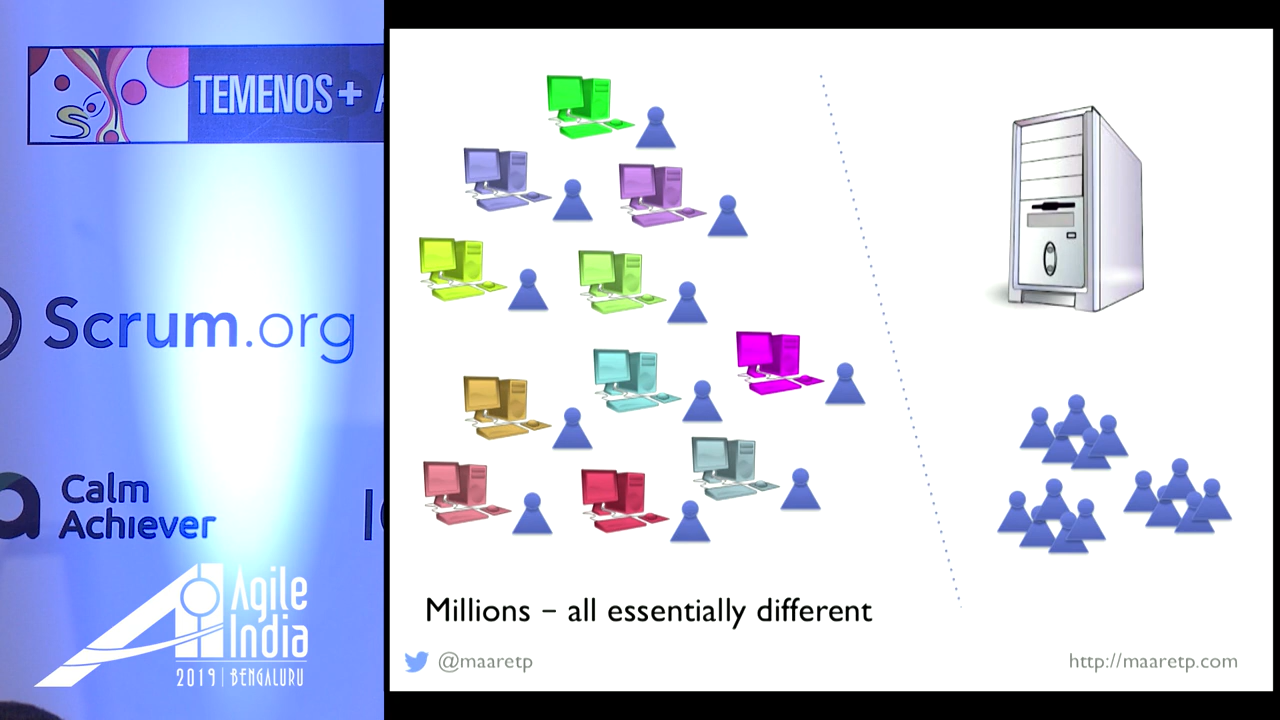 TEMENOS +
Scrum.org
Calm
Achiever
Agile
India
2019 | BENGALURU
Millions – all essentially different
@maaretp
http://maaretp.com